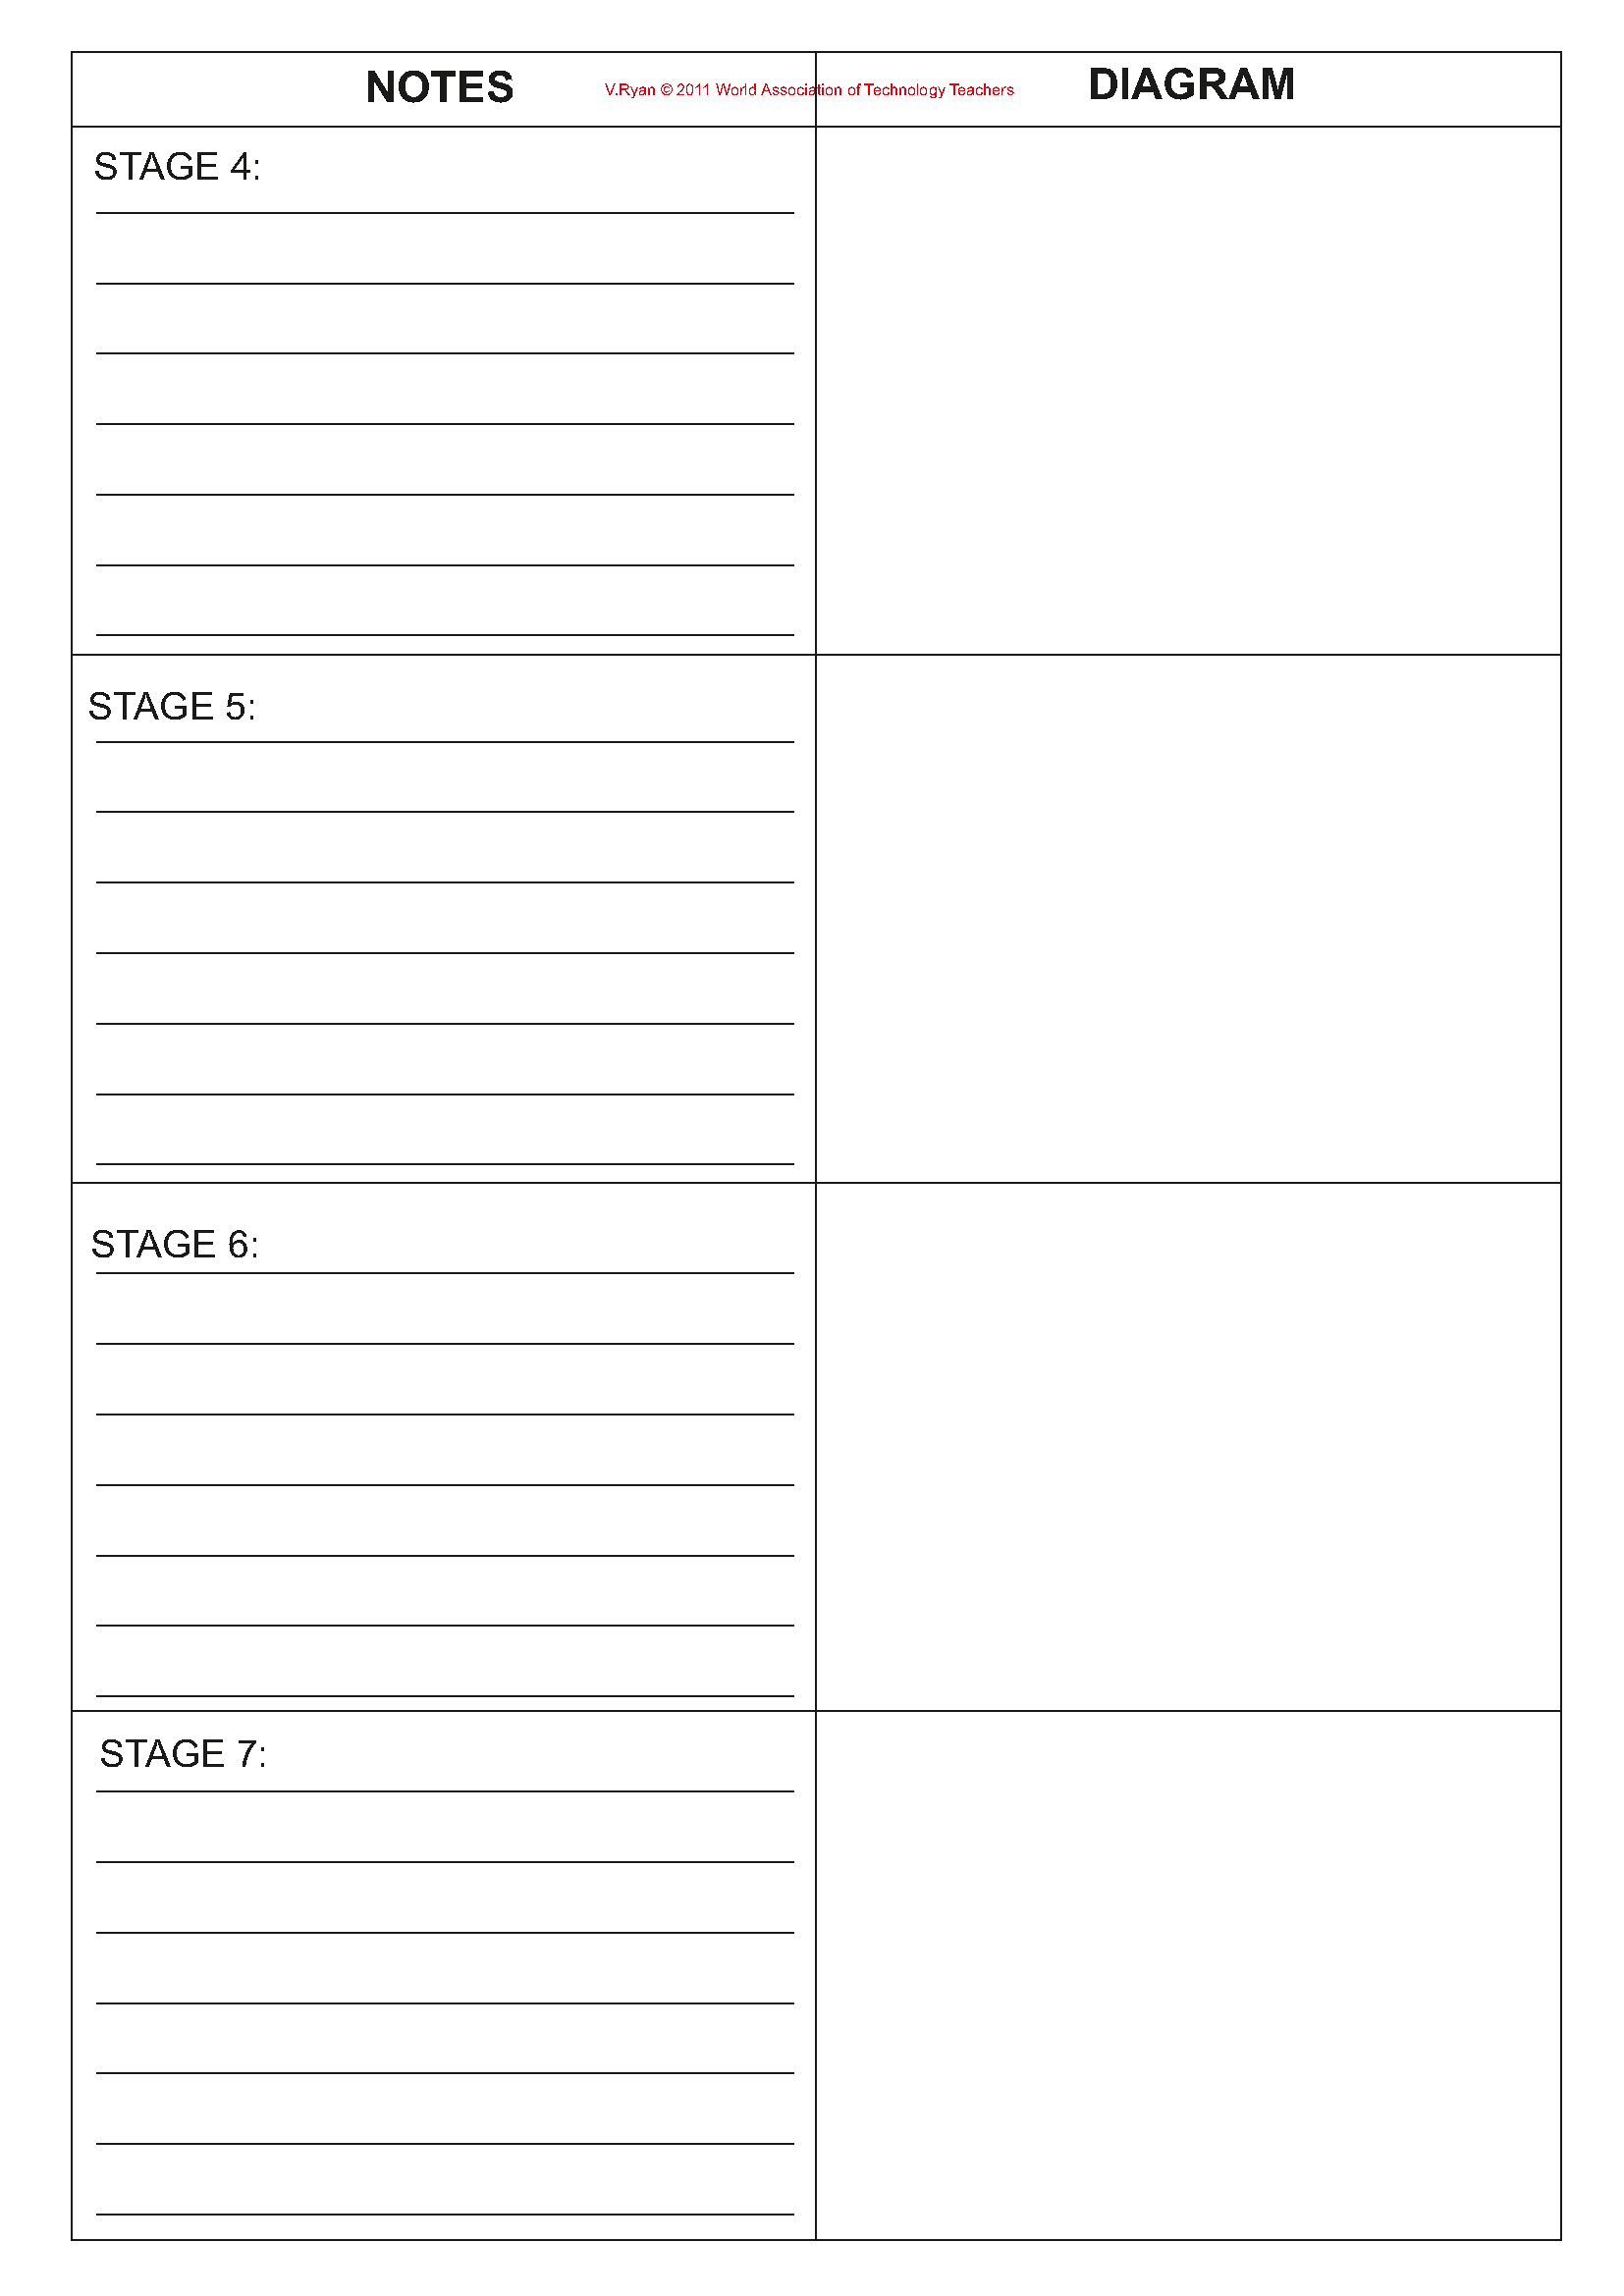 NOTES
V.Ryan © 2011 World Association of Technology Teachers
DIAGRAM
STAGE 4:
STAGE 5:
STAGE 6:
STAGE 7: